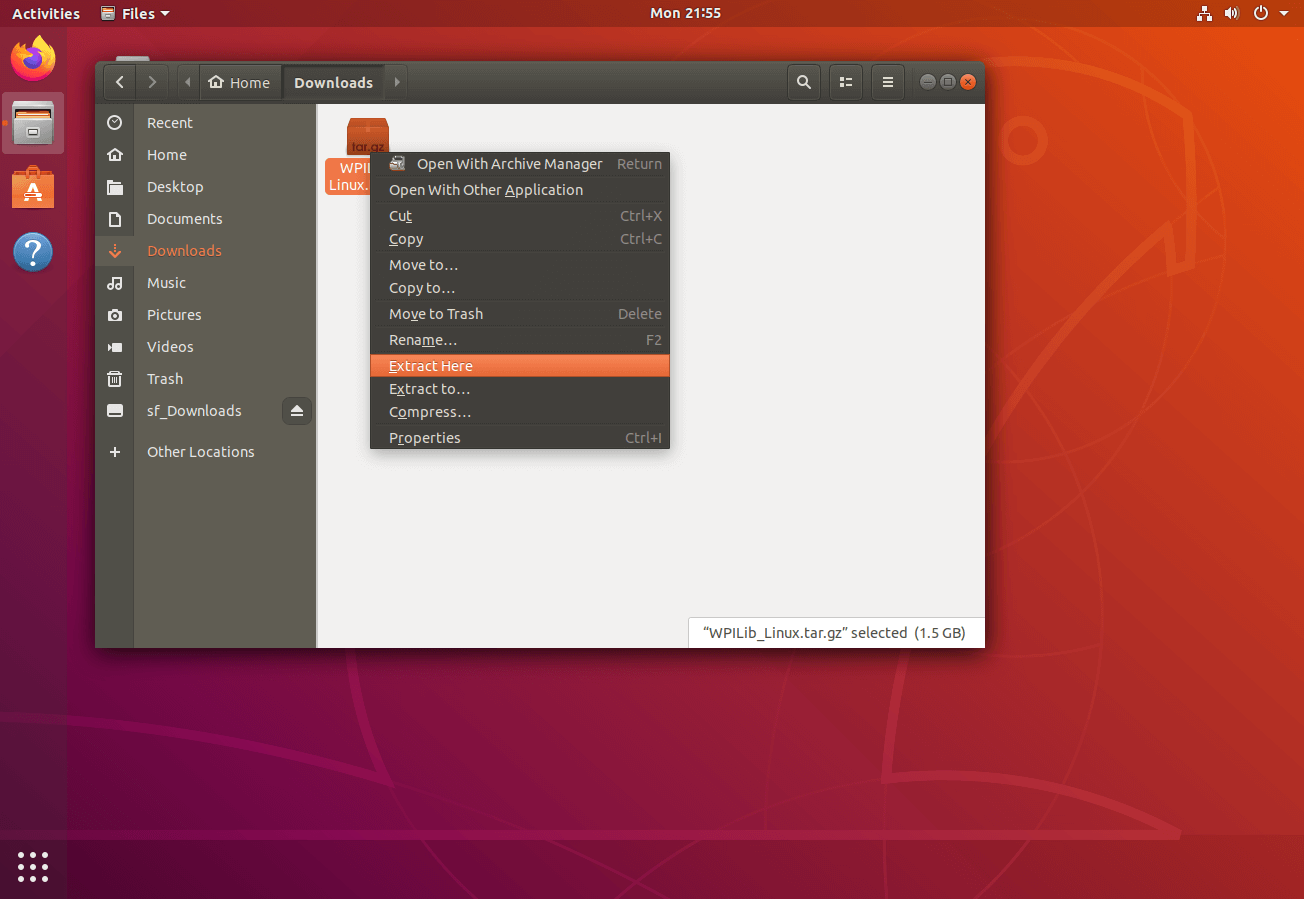 Activities
Files
Mon 21:55
Home
Downloads
Recent
Home
Desktop
Documents
Downloads
Music
Pictures
Videos
Trash
sf_Downloads
Other Locations
tar.gz
WPIL
Linux.
Open With Archive Manager Return
Open With Other Application
Cut Ctrl+X
Copy Ctrl+C
Move to…
Copy to…
Move to Trash Delete
Rename… F2
Extract Here
Extract to…
Compress…
Properties Ctrl+I
“WPILib_Linux.tar.gz” selected (1.5 GB)